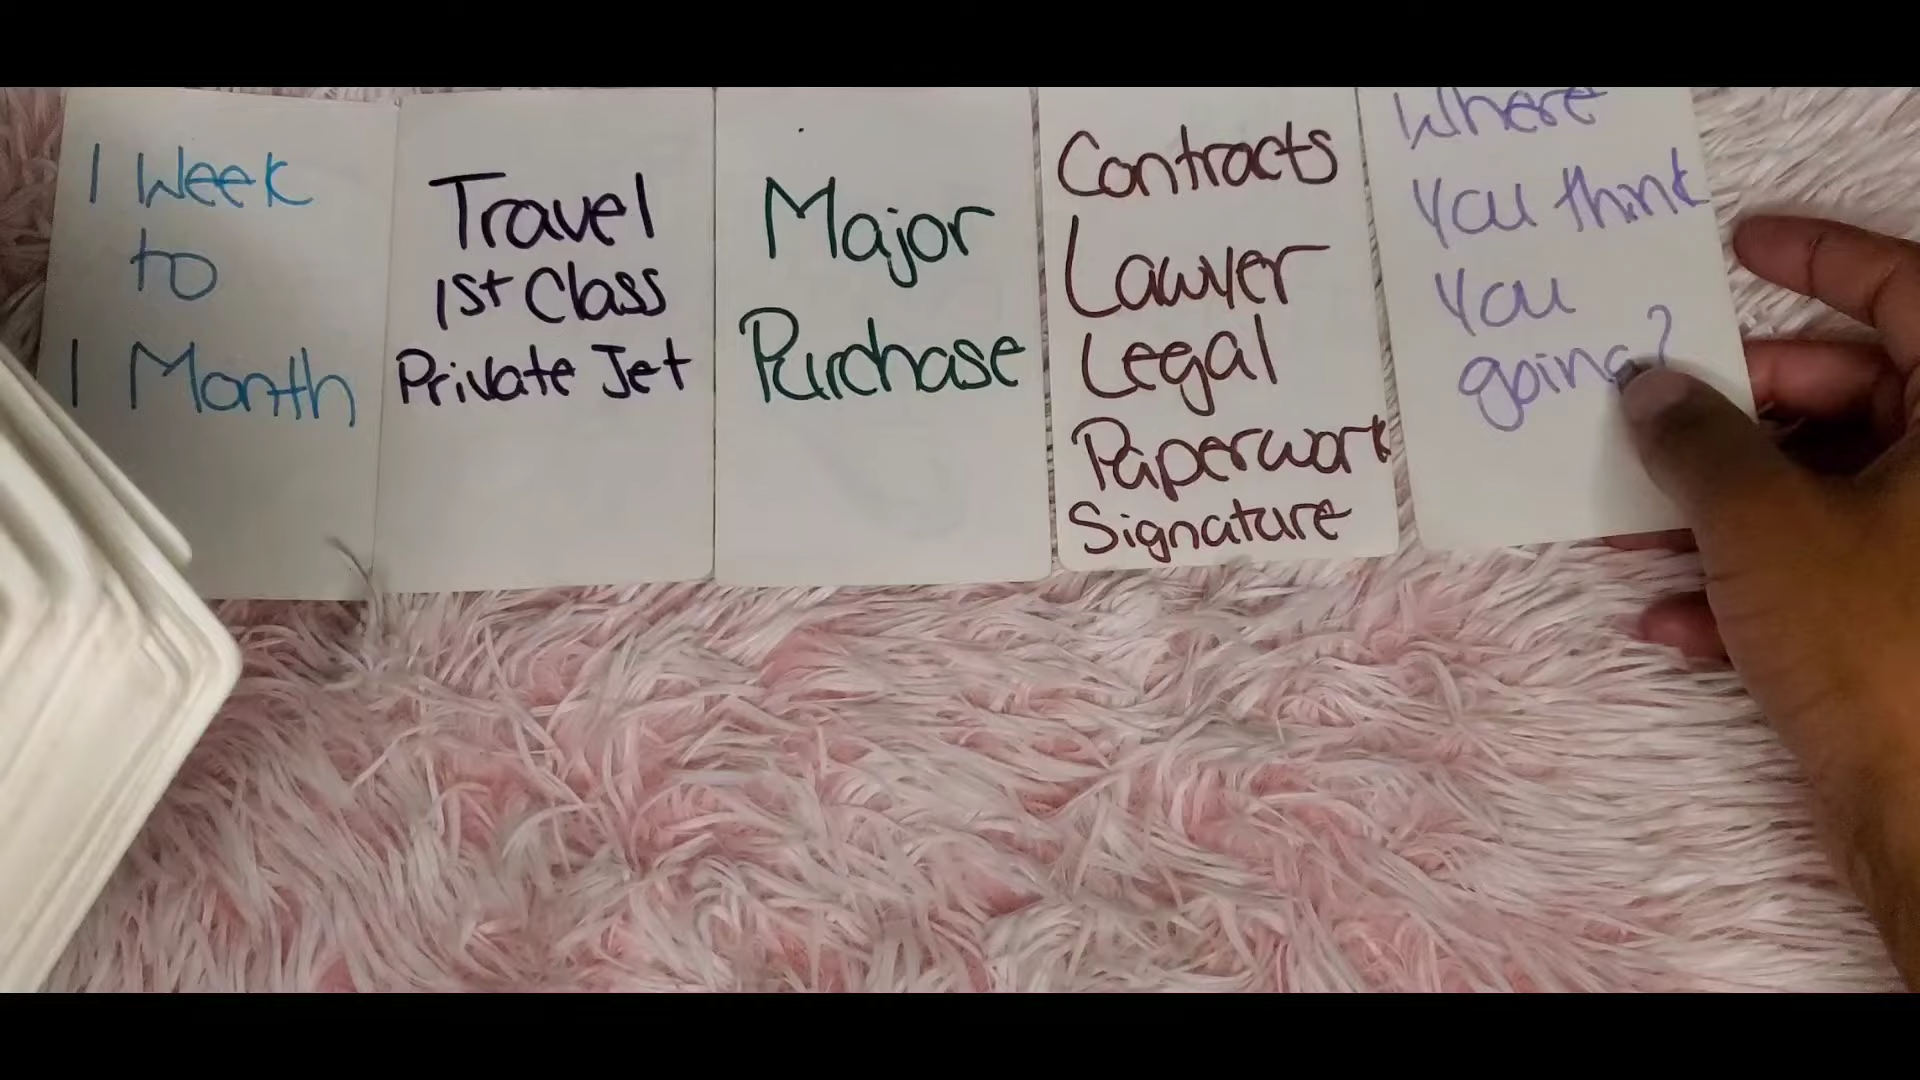 1 Week
to
1 Month
Travel
1st Class
Private Jet
Major
Purchase
Contracts
Lawyer
Legal
Paperwork
Signature
Where
You think
You
going?